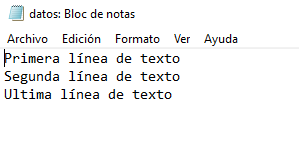 datos: Bloc de notas
Archivo Edición Formato Ver Ayuda
Primera línea de texto
Segunda línea de texto
Ultima línea de texto